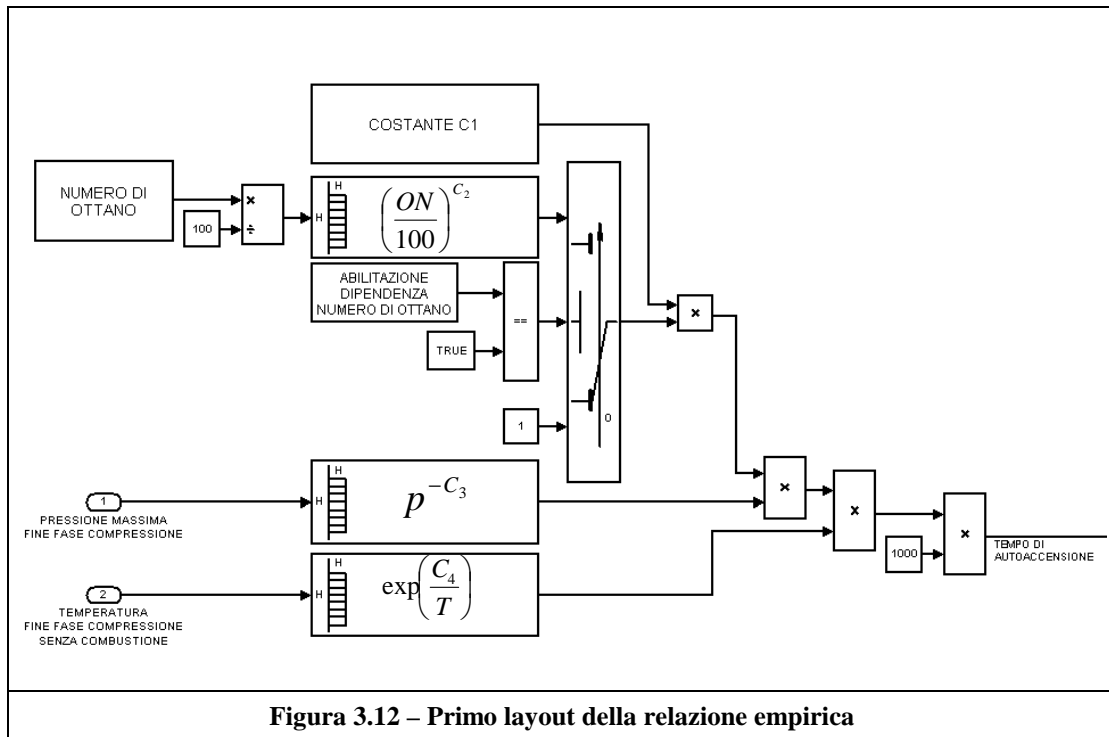 COSTANTE C1
NUMERO DI
OTTANO
×
÷
100
H
H
(ON/100)^C₂
ABILITAZIONE
DIPENDENZA
NUMERO DI OTTANO
==
TRUE
1
0
×
1
PRESSIONE MASSIMA
FINE FASE COMPRESSIONE
H
H
p^−C₃
×
×
1000
×
TEMPO DI
AUTOACCENSIONE
2
TEMPERATURA
FINE FASE COMPRESSIONE
SENZA COMBUSTIONE
H
H
exp(C₄/T)
Figura 3.12 – Primo layout della relazione empirica